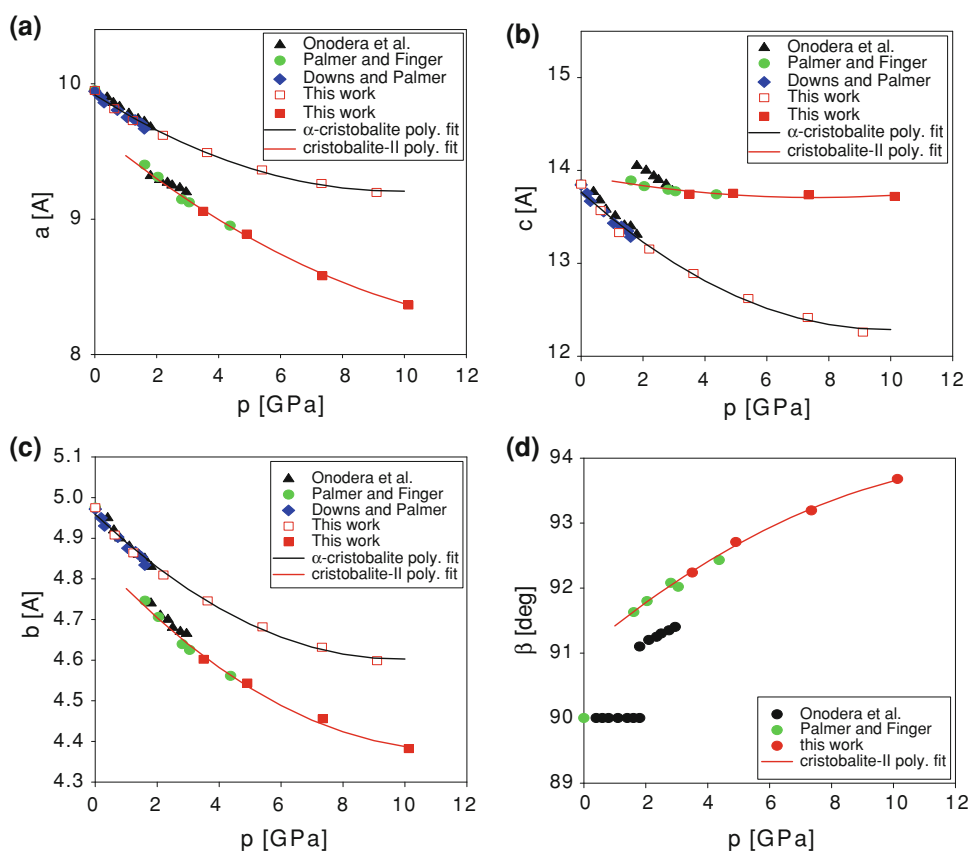 (a)
Onodera et al.
Palmer and Finger
Downs and Palmer
This work
This work
α-cristobalite poly. fit
cristobalite-II poly. fit
a [A]
10
9
8
0 2 4 6 8 10 12
p [GPa]
(b)
Onodera et al.
Palmer and Finger
Downs and Palmer
This work
This work
α-cristobalite poly. fit
cristobalite-II poly. fit
c [A]
15
14
13
12
0 2 4 6 8 10 12
p [GPa]
(c)
Onodera et al.
Palmer and Finger
Downs and Palmer
This work
This work
α-cristobalite poly. fit
cristobalite-II poly. fit
b [A]
5.1
5.0
4.9
4.8
4.7
4.6
4.5
4.4
4.3
0 2 4 6 8 10 12
p [GPa]
(d)
β [deg]
94
93
92
91
90
89
Onodera et al.
Palmer and Finger
this work
cristobalite-II poly. fit
0 2 4 6 8 10 12
p [GPa]